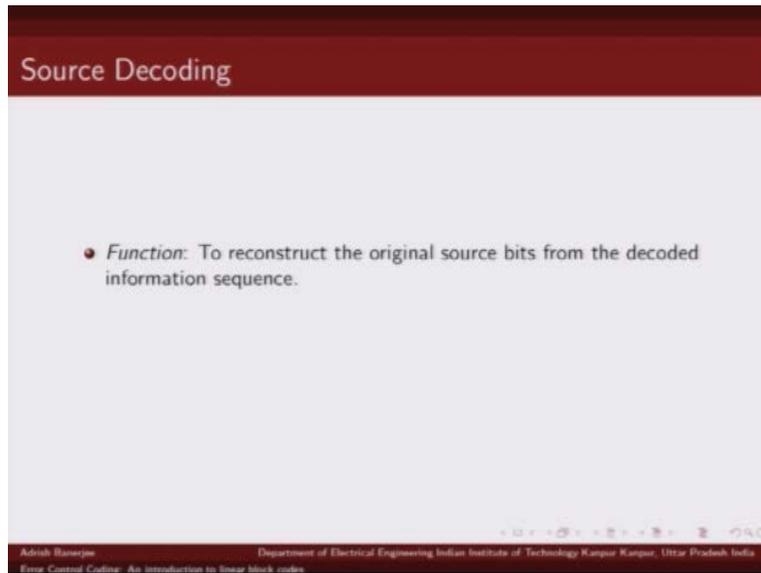 Source Decoding
Function: To reconstruct the original source bits from the decoded
information sequence.
Adrish Banerjee Department of Electrical Engineering Indian Institute of Technology Kanpur Kanpur, Uttar Pradesh India
Error Control Coding: An introduction to linear block codes